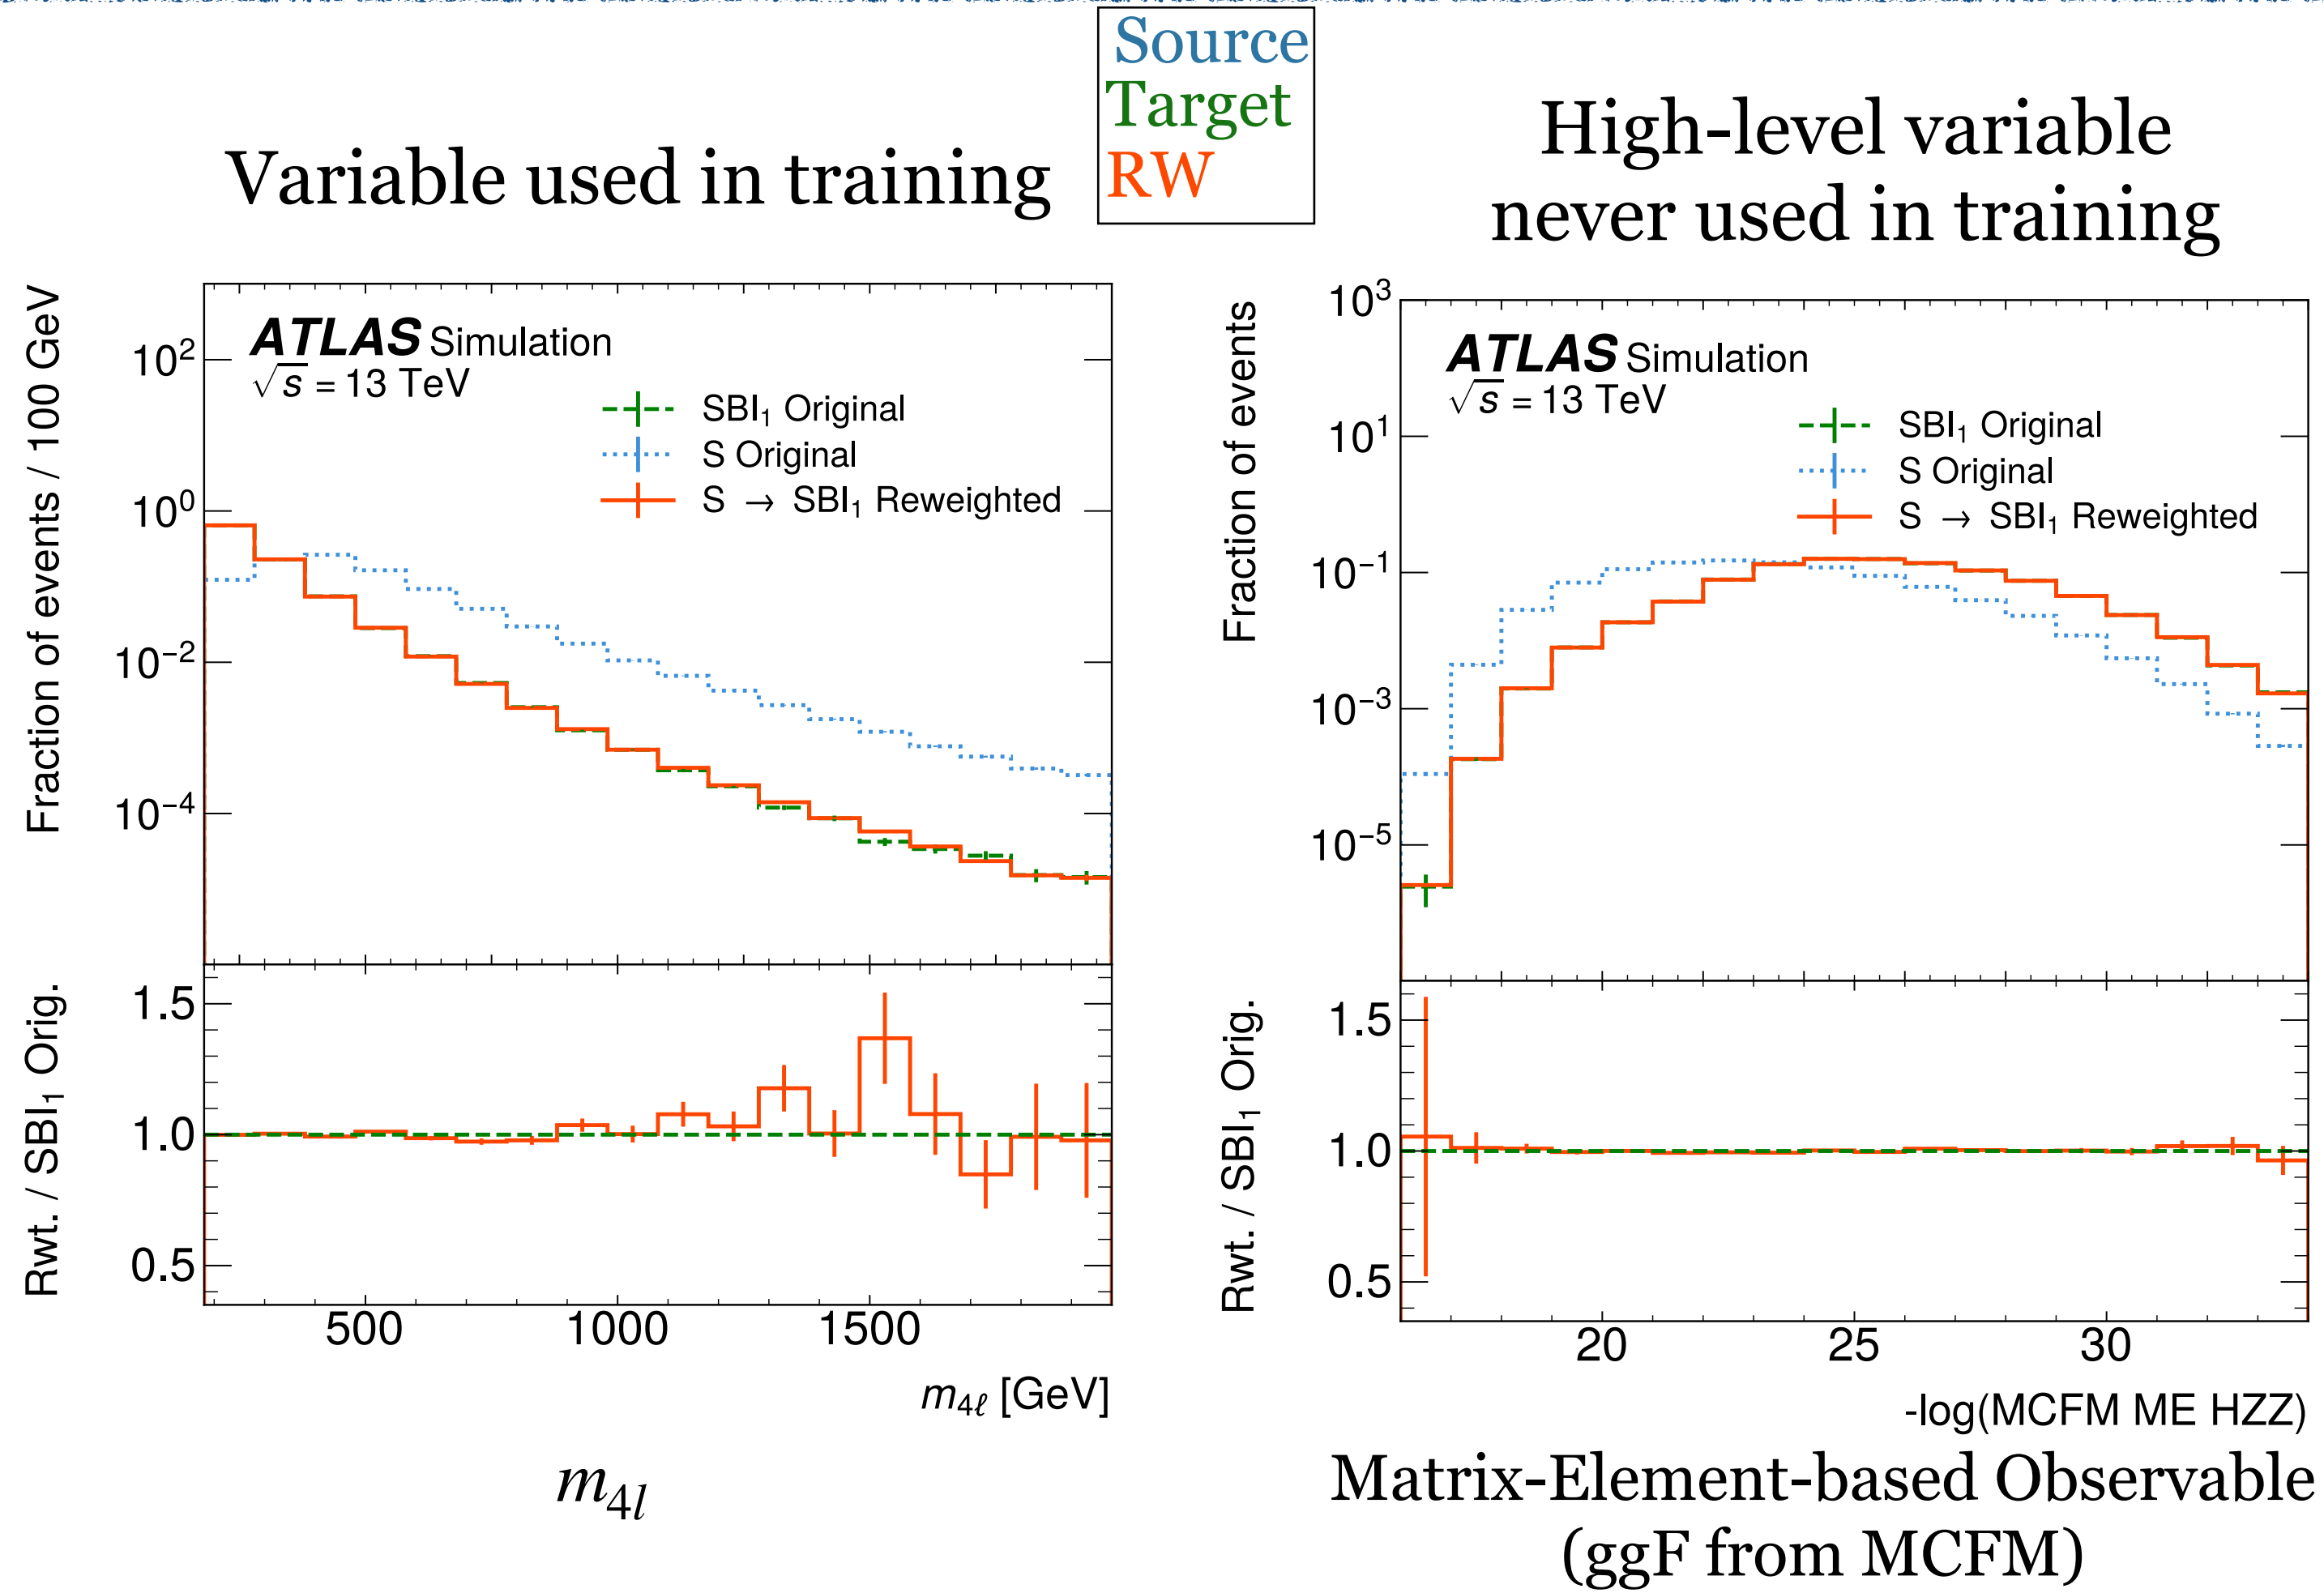 Source
Target
RW
Variable used in training
High-level variable
never used in training
Fraction of events / 100 GeV
10²
10⁰
10⁻²
10⁻⁴
ATLAS Simulation
√s = 13 TeV
SBI₁ Original
S Original
S → SBI₁ Reweighted
Rwt. / SBI₁ Orig.
1.5
1.0
0.5
500 1000 1500
m₄ℓ [GeV]
m₄l
Fraction of events
10³
10¹
10⁻¹
10⁻³
10⁻⁵
ATLAS Simulation
√s = 13 TeV
SBI₁ Original
S Original
S → SBI₁ Reweighted
Rwt. / SBI₁ Orig.
1.5
1.0
0.5
20 25 30
-log(MCFM ME HZZ)
Matrix-Element-based Observable
(ggF from MCFM)